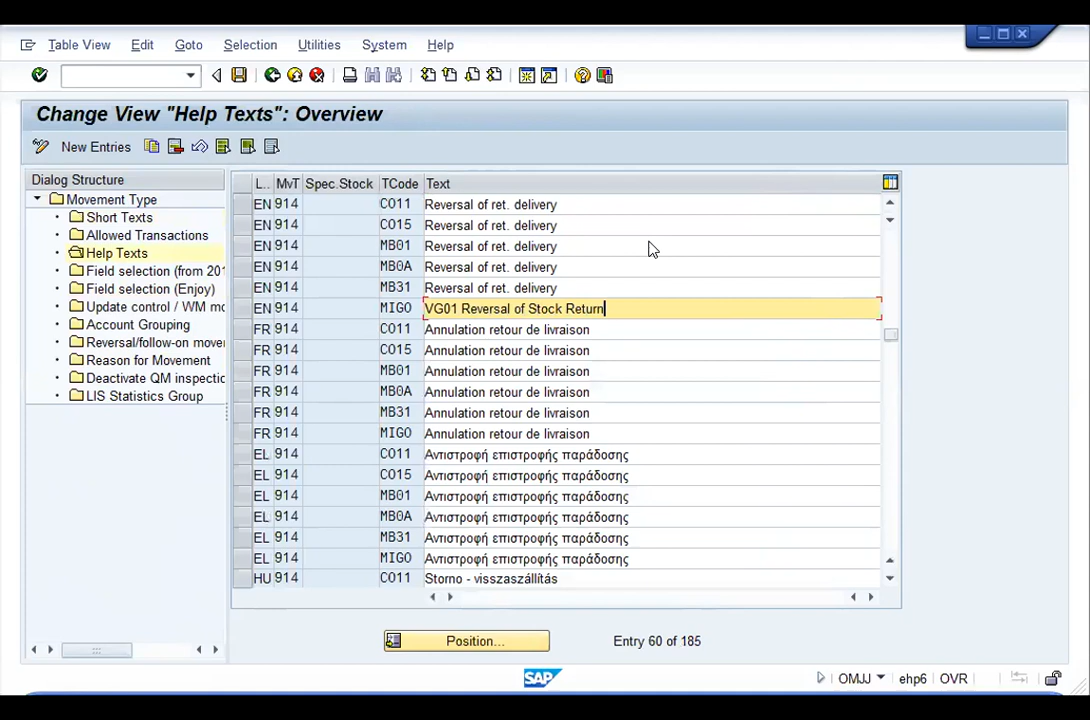 Table View Edit Goto Selection Utilities System Help
Change View "Help Texts": Overview
New Entries
Dialog Structure
Movement Type
Short Texts
Allowed Transactions
Help Texts
Field selection (from 201
Field selection (Enjoy)
Update control / WM mo
Account Grouping
Reversal/follow-on mover
Reason for Movement
Deactivate QM inspectio
LIS Statistics Group
L.. MvT Spec.Stock TCode Text
EN 914 CO11 Reversal of ret. delivery
EN 914 CO15 Reversal of ret. delivery
EN 914 MB01 Reversal of ret. delivery
EN 914 MB0A Reversal of ret. delivery
EN 914 MB31 Reversal of ret. delivery
EN 914 MIGO VG01 Reversal of Stock Return
FR 914 CO11 Annulation retour de livraison
FR 914 CO15 Annulation retour de livraison
FR 914 MB01 Annulation retour de livraison
FR 914 MB0A Annulation retour de livraison
FR 914 MB31 Annulation retour de livraison
FR 914 MIGO Annulation retour de livraison
EL 914 CO11 Αντιστροφή επιστροφής παράδοσης
EL 914 CO15 Αντιστροφή επιστροφής παράδοσης
EL 914 MB01 Αντιστροφή επιστροφής παράδοσης
EL 914 MB0A Αντιστροφή επιστροφής παράδοσης
EL 914 MB31 Αντιστροφή επιστροφής παράδοσης
EL 914 MIGO Αντιστροφή επιστροφής παράδοσης
HU 914 CO11 Storno - visszaszállítás
Position... Entry 60 of 185
SAP OMJJ ehp6 OVR